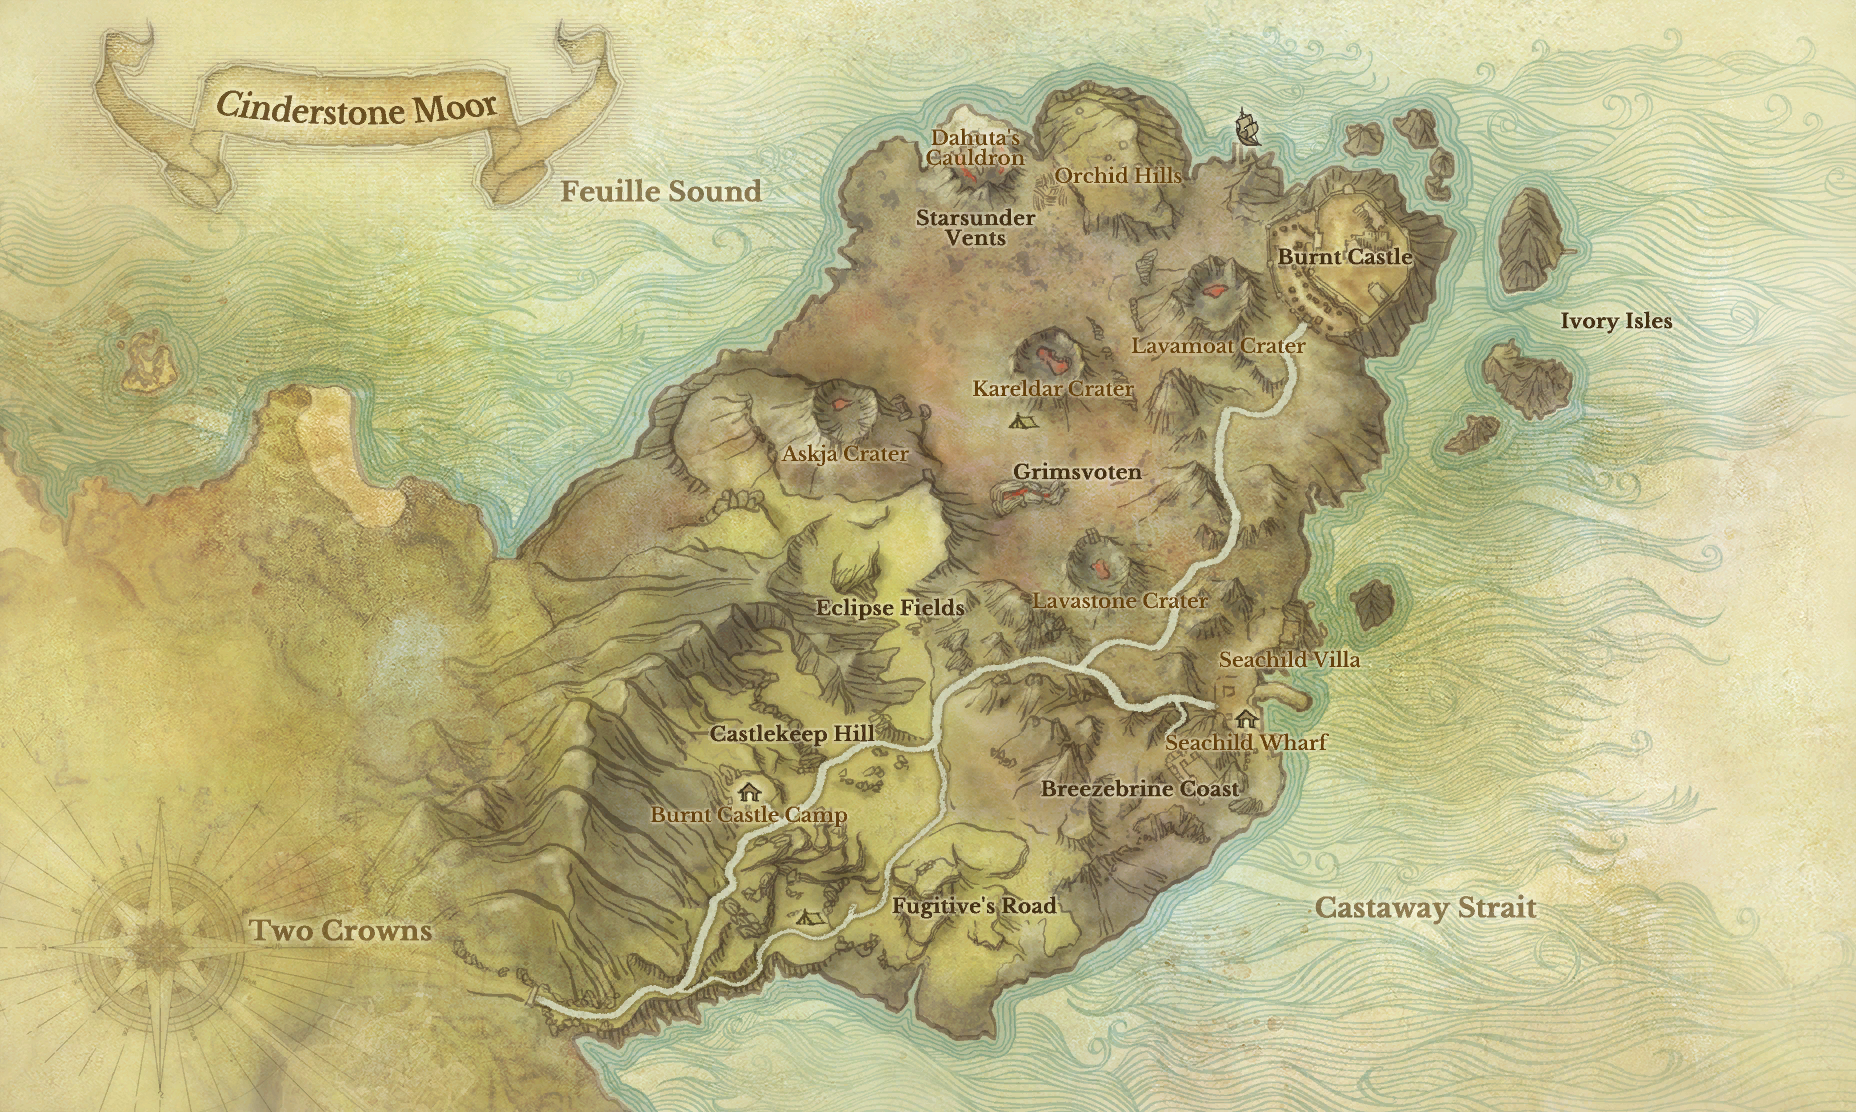 Cinderstone Moor
Feuille Sound
Dahuta's
Cauldron
Orchid Hills
Starsunder
Vents
Burnt Castle
Ivory Isles
Lavamoat Crater
Kareldar Crater
Askja Crater
Grimsvoten
Lavastone Crater
Eclipse Fields
Seachild Villa
Castlekeep Hill
Seachild Wharf
Breezebrine Coast
Burnt Castle Camp
Fugitive's Road
Castaway Strait
Two Crowns